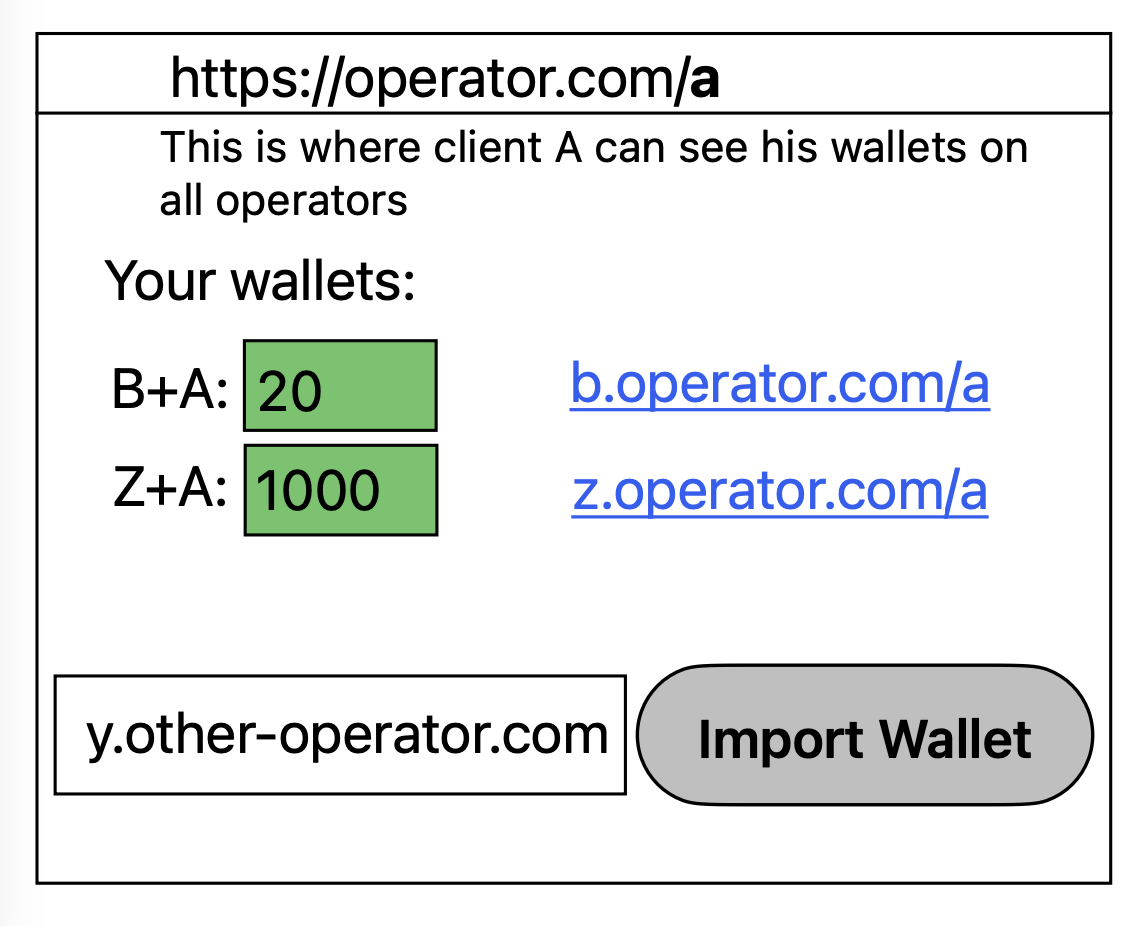 https://operator.com/a
This is where client A can see his wallets on
all operators
Your wallets:
B+A: 20 b.operator.com/a
Z+A: 1000 z.operator.com/a
y.other-operator.com Import Wallet